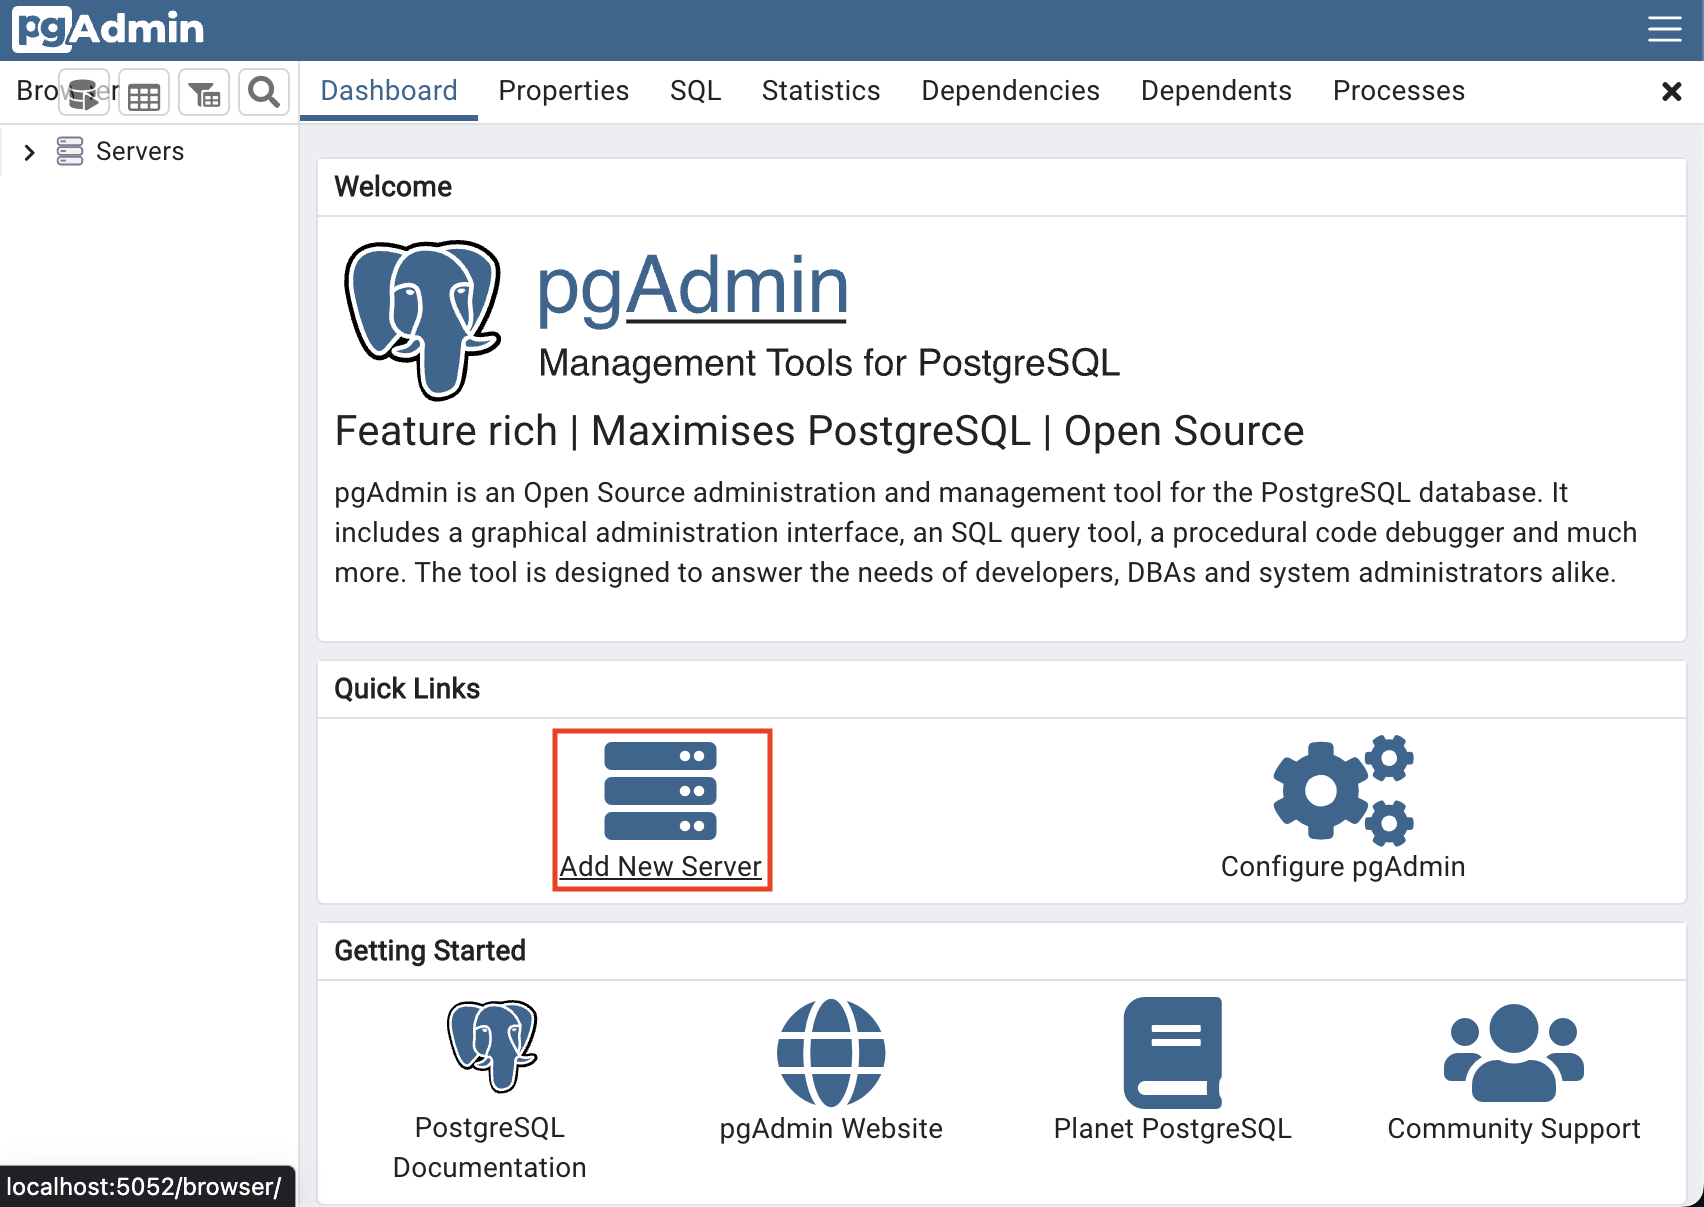 pgAdmin
Browser
Dashboard Properties SQL Statistics Dependencies Dependents Processes
Servers
Welcome
pgAdmin
Management Tools for PostgreSQL
Feature rich | Maximises PostgreSQL | Open Source
pgAdmin is an Open Source administration and management tool for the PostgreSQL database. It
includes a graphical administration interface, an SQL query tool, a procedural code debugger and much
more. The tool is designed to answer the needs of developers, DBAs and system administrators alike.
Quick Links
Add New Server
Configure pgAdmin
Getting Started
PostgreSQL
Documentation
pgAdmin Website
Planet PostgreSQL
Community Support
localhost:5052/browser/